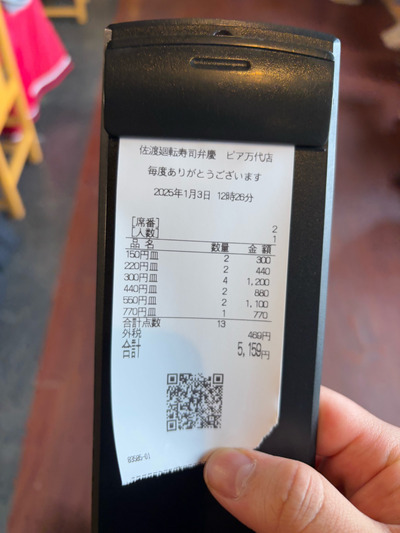 佐渡廻転寿司弁慶 ピア万代店
毎度ありがとうございます
2025年1月3日 12時26分
[席番] 2
[人数] 1
品名 数量 金額
150円皿 2 300
220円皿 2 440
300円皿 4 1,200
440円皿 2 880
550円皿 2 1,100
770円皿 1 770
合計点数 13
外税 469円
合計 5,159円